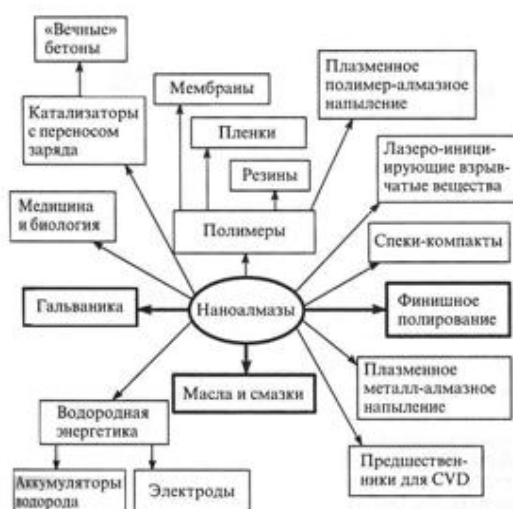 «Вечные»
бетоны
Мембраны
Плазменное
полимер-алмазное
напыление
Катализаторы
с переносом
заряда
Пленки
Лазеро-иниции-
ирующие взрыв-
чатые вещества
Резины
Медицина
и биология
Полимеры
Спеки-компакты
Гальваника
Наноалмазы
Финишное
полирование
Масла и смазки
Плазменное
металл-алмазное
напыление
Водородная
энергетика
Предшествен-
ники для CVD
Аккумуляторы
водорода
Электроды